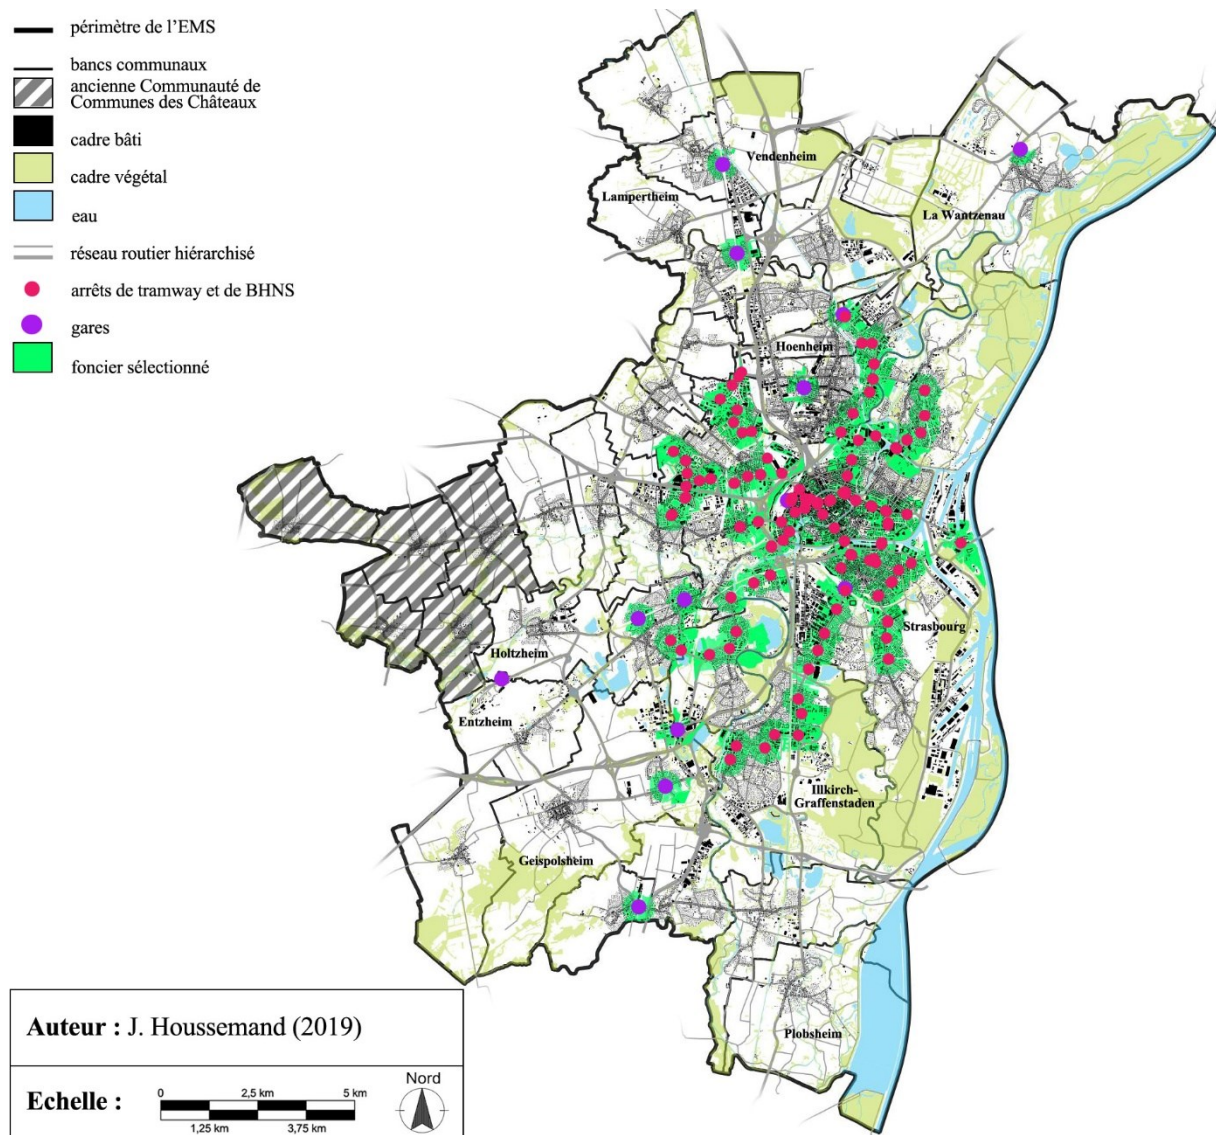 périmètre de l’EMS
bancs communaux
ancienne Communauté de
Communes des Châteaux
cadre bâti
cadre végétal
eau
réseau routier hiérarchisé
arrêts de tramway et de BHNS
gares
foncier sélectionné
Vendenheim
Lampertheim
La Wantzenau
Hoenheim
Strasbourg
Holtzheim
Entzheim
Illkirch-
Graffenstaden
Geispolsheim
Plobsheim
Auteur : J. Houssemand (2019)
Echelle :
0 2,5 km 5 km
1,25 km 3,75 km
Nord